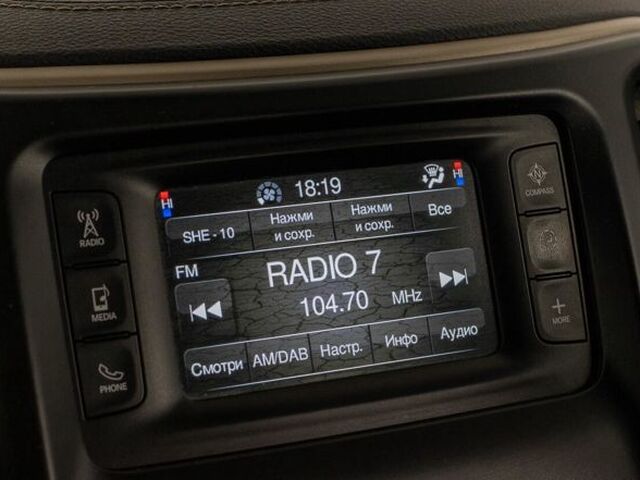 HI 18:19 HI
SHE - 10 Нажми и сохр. Нажми и сохр. Все
FM
RADIO 7
104.70 MHz
Смотри AM/DAB Настр. Инфо Аудио
RADIO
MEDIA
PHONE
N
COMPASS
MORE